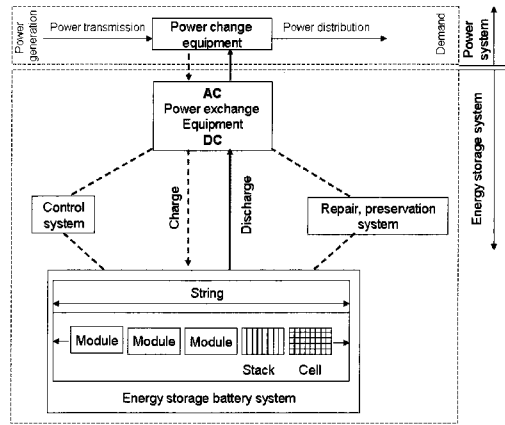 Power
generation
Power transmission
Power change
equipment
Power distribution
Demand
Power
system
AC
Power exchange
Equipment
DC
Energy storage system
Control
system
Charge
Discharge
Repair, preservation
system
String
Module
Module
Module
Stack
Cell
Energy storage battery system